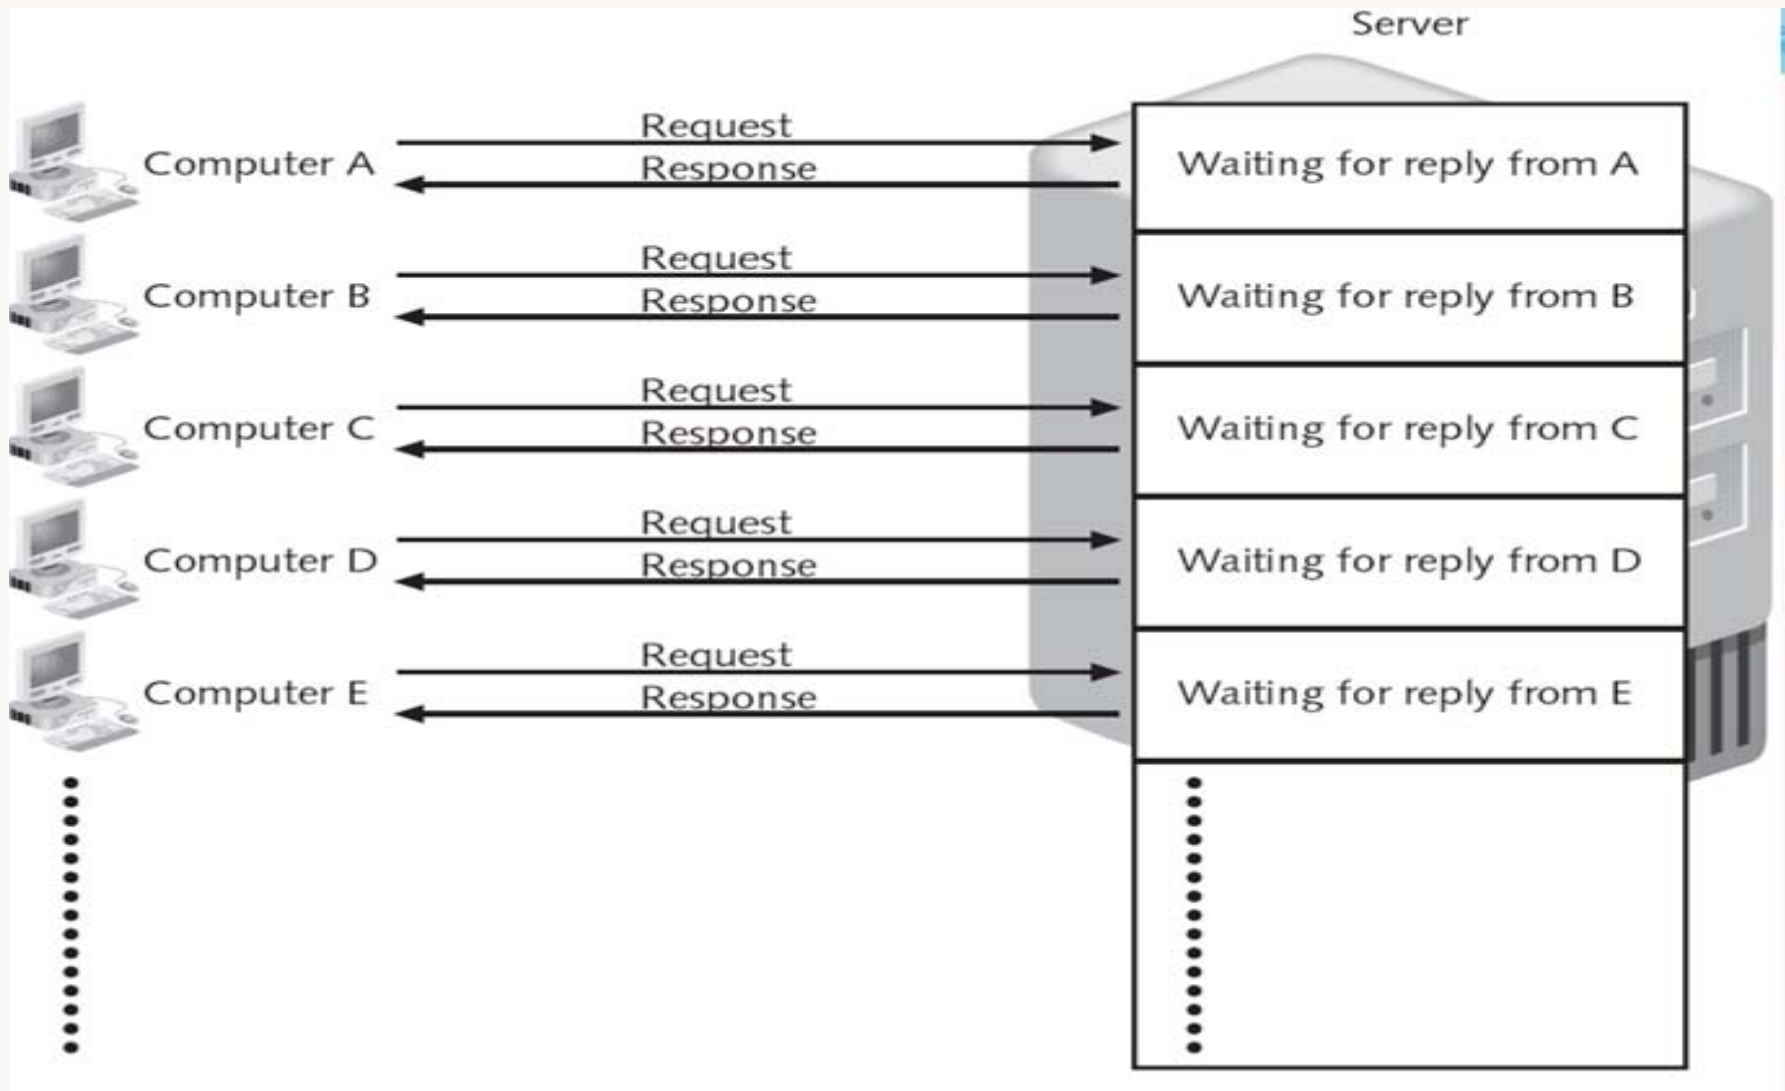 Server
Request
Computer A
Response
Waiting for reply from A
Request
Computer B
Response
Waiting for reply from B
Request
Computer C
Response
Waiting for reply from C
Request
Computer D
Response
Waiting for reply from D
Request
Computer E
Response
Waiting for reply from E